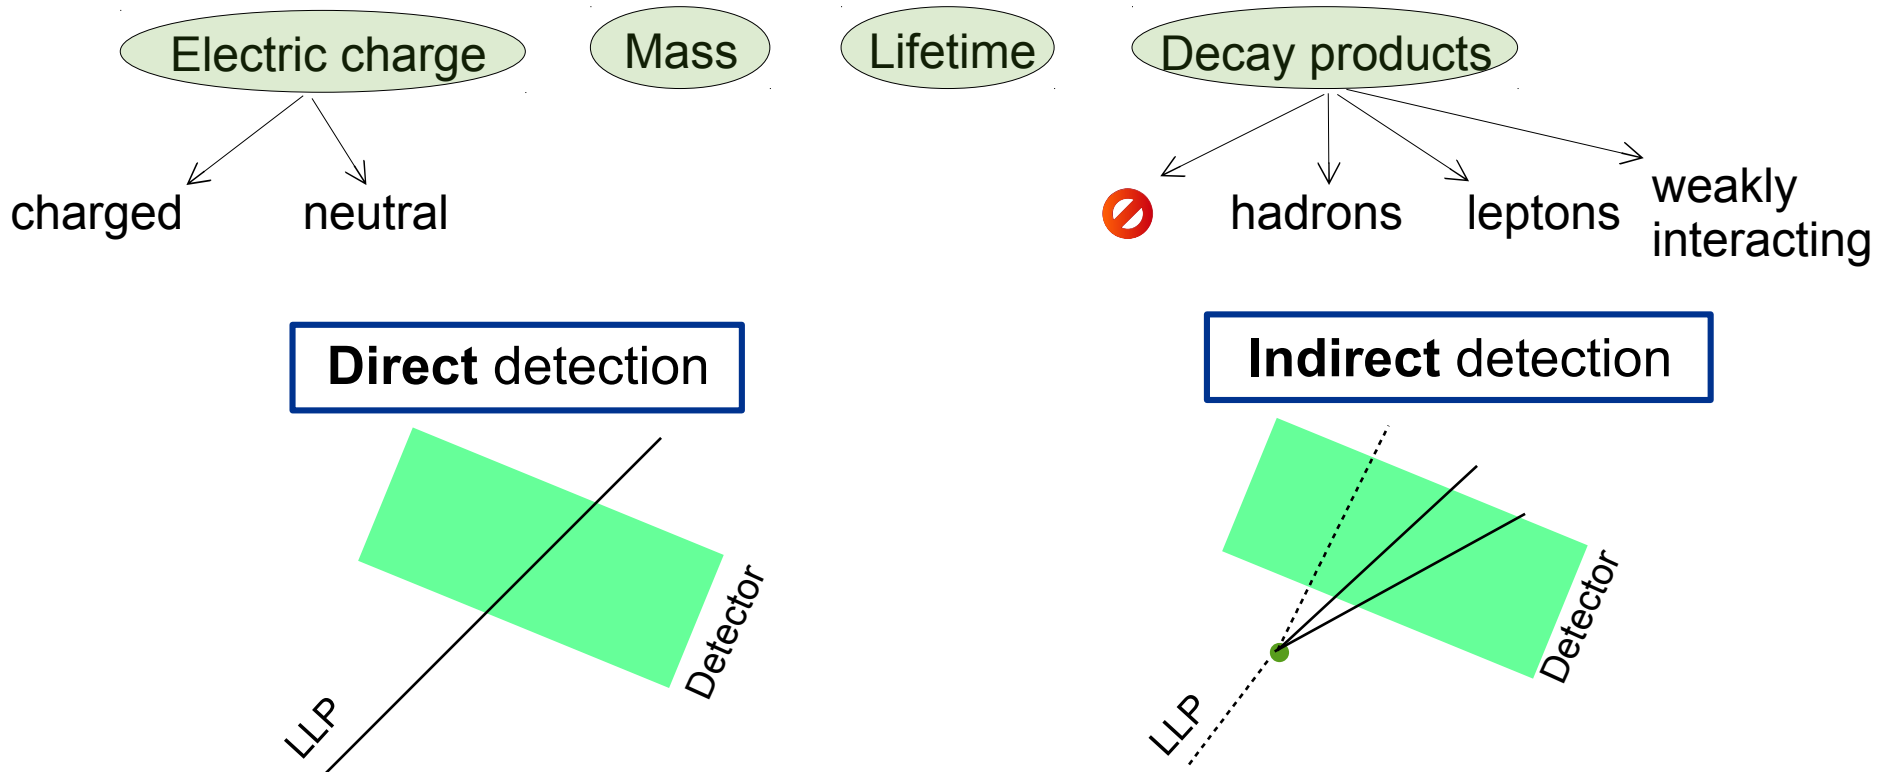 Electric charge
Mass
Lifetime
Decay products
charged
neutral
hadrons
leptons
weakly
interacting
Direct detection
Indirect detection
LLP
Detector
LLP
Detector